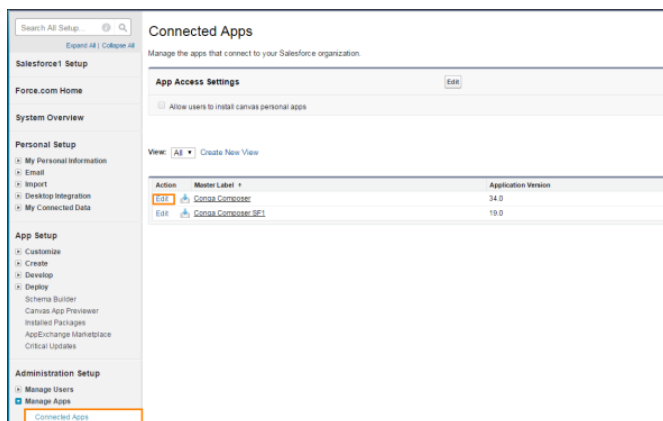 Search All Setup...
Expand All | Collapse All
Salesforce1 Setup
Force.com Home
System Overview
Personal Setup
My Personal Information
Email
Import
Desktop Integration
My Connected Data
App Setup
Customize
Create
Develop
Deploy
Schema Builder
Canvas App Previewer
Installed Packages
AppExchange Marketplace
Critical Updates
Administration Setup
Manage Users
Manage Apps
Connected Apps
Connected Apps
Manage the apps that connect to your Salesforce organization.
App Access Settings Edit
Allow users to install canvas personal apps
View: All Create New View
Action Master Label ↑ Application Version
Edit Conga Composer 34.0
Edit Conga Composer SF1 19.0